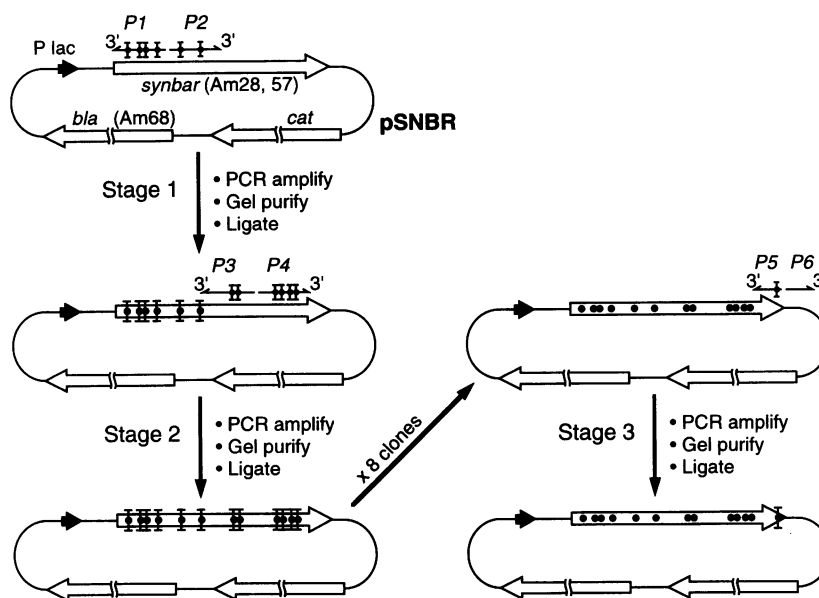 P1 P2
3' 3'
P lac
synbar (Am28, 57)
bla (Am68) cat
pSNBR
Stage 1
• PCR amplify
• Gel purify
• Ligate
3' P3 P4 3'
P5 P6
3' 3'
Stage 2
• PCR amplify
• Gel purify
• Ligate
x 8 clones
Stage 3
• PCR amplify
• Gel purify
• Ligate